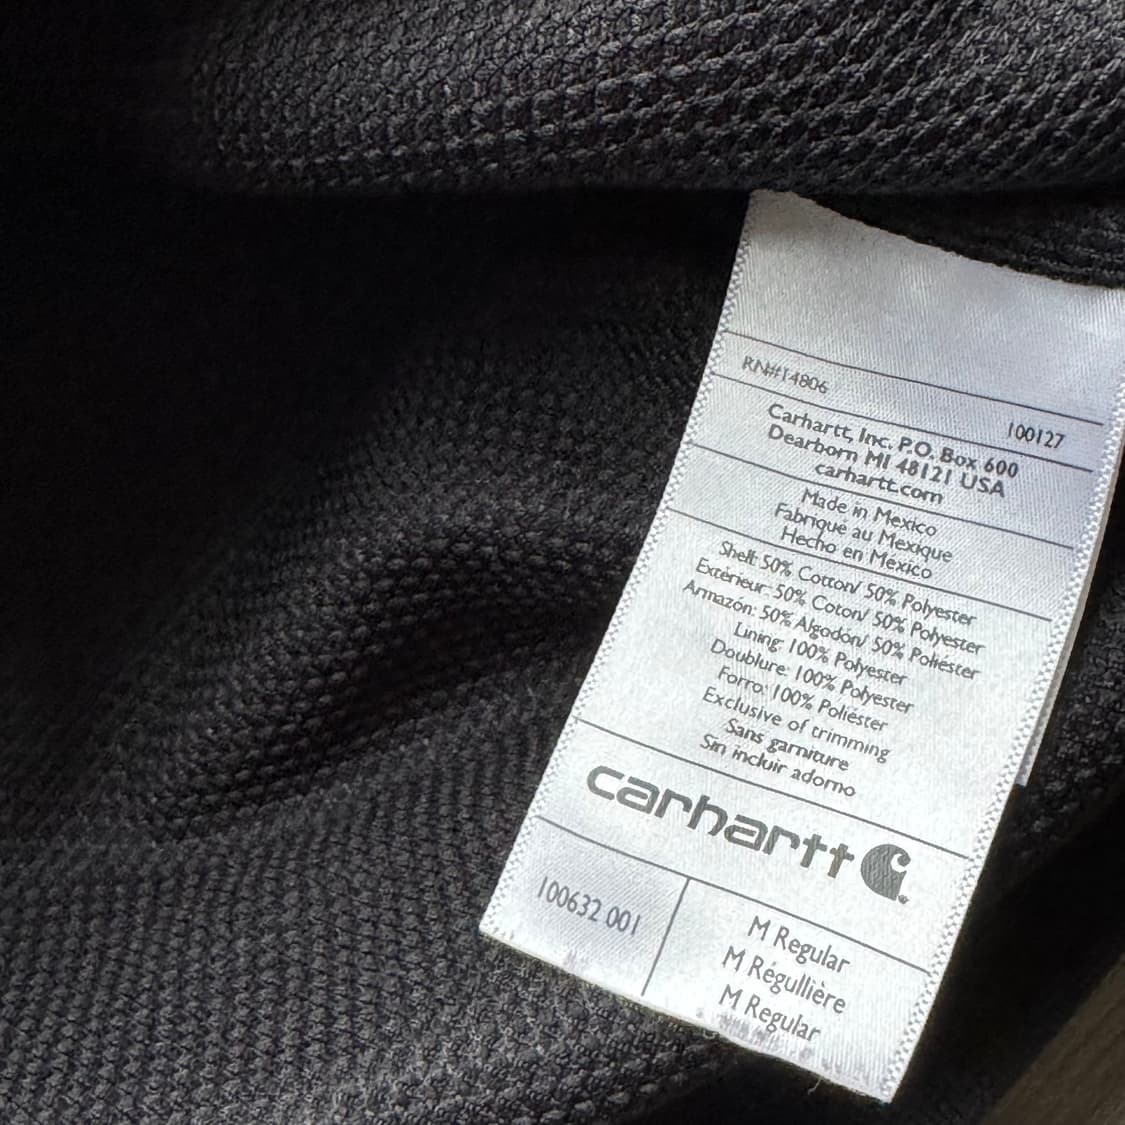 RN#14806
100127
Carhartt, Inc. P.O. Box 600
Dearborn MI 48121 USA
carhartt.com
Made in Mexico
Fabriqué au Mexique
Hecho en México
Shell: 50% Cotton/ 50% Polyester
Extérieur: 50% Coton/ 50% Polyester
Armazón: 50% Algodón/ 50% Poliéster
Lining: 100% Polyester
Doublure: 100% Polyester
Forro: 100% Poliéster
Exclusive of trimming
Sans garniture
Sin incluir adorno
carhartt
100632 001
M Regular
M Régullière
M Regular